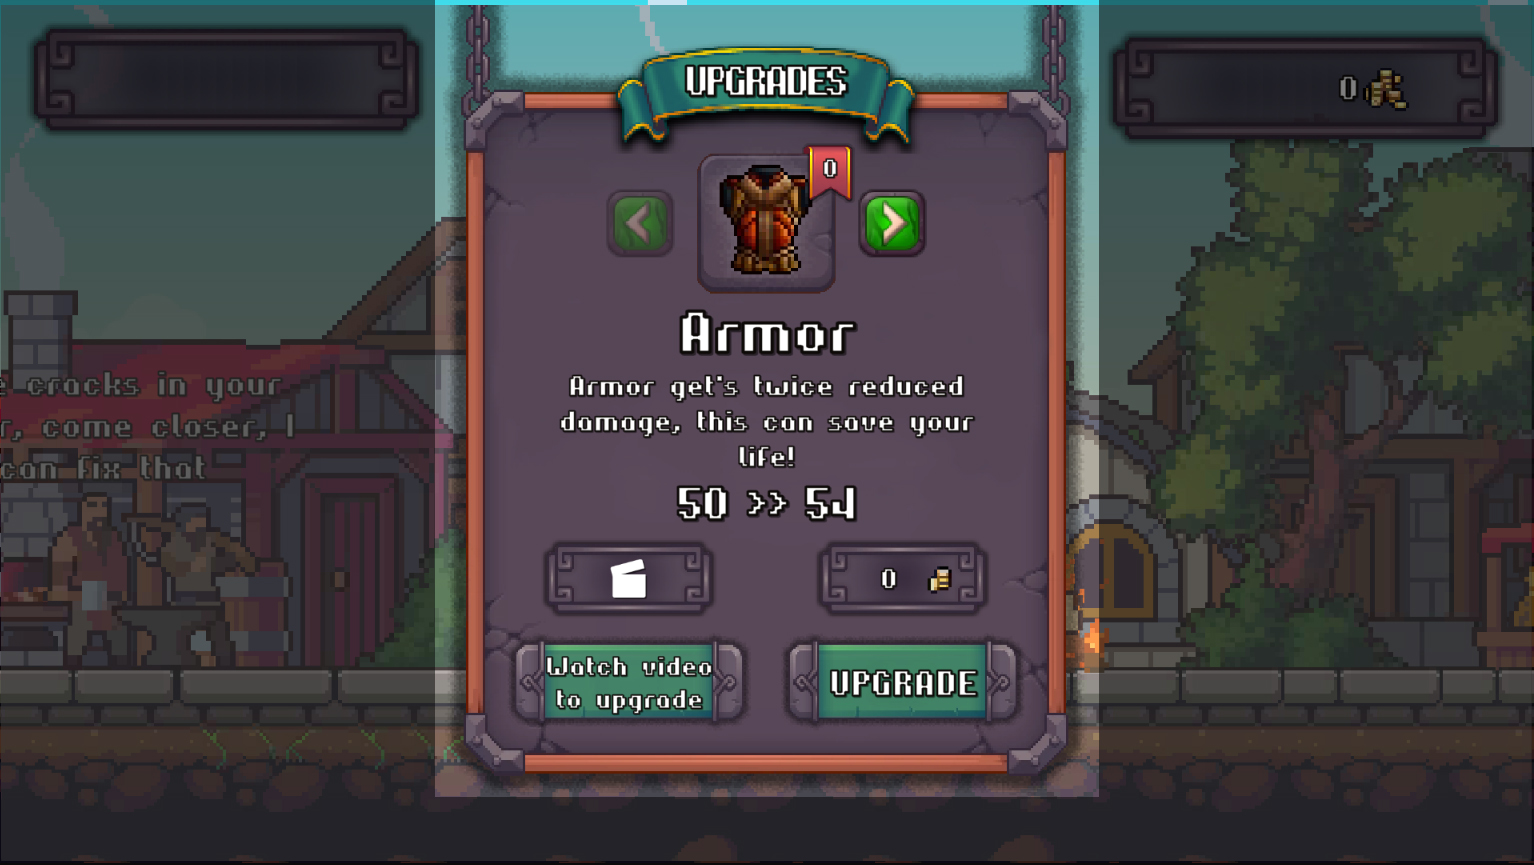 UPGRADES
0
0
Armor
Armor get's twice reduced
damage, this can save your
life!
50 >> 54
cracks in your
, come closer, I
can fix that
0
Watch video
to upgrade
UPGRADE